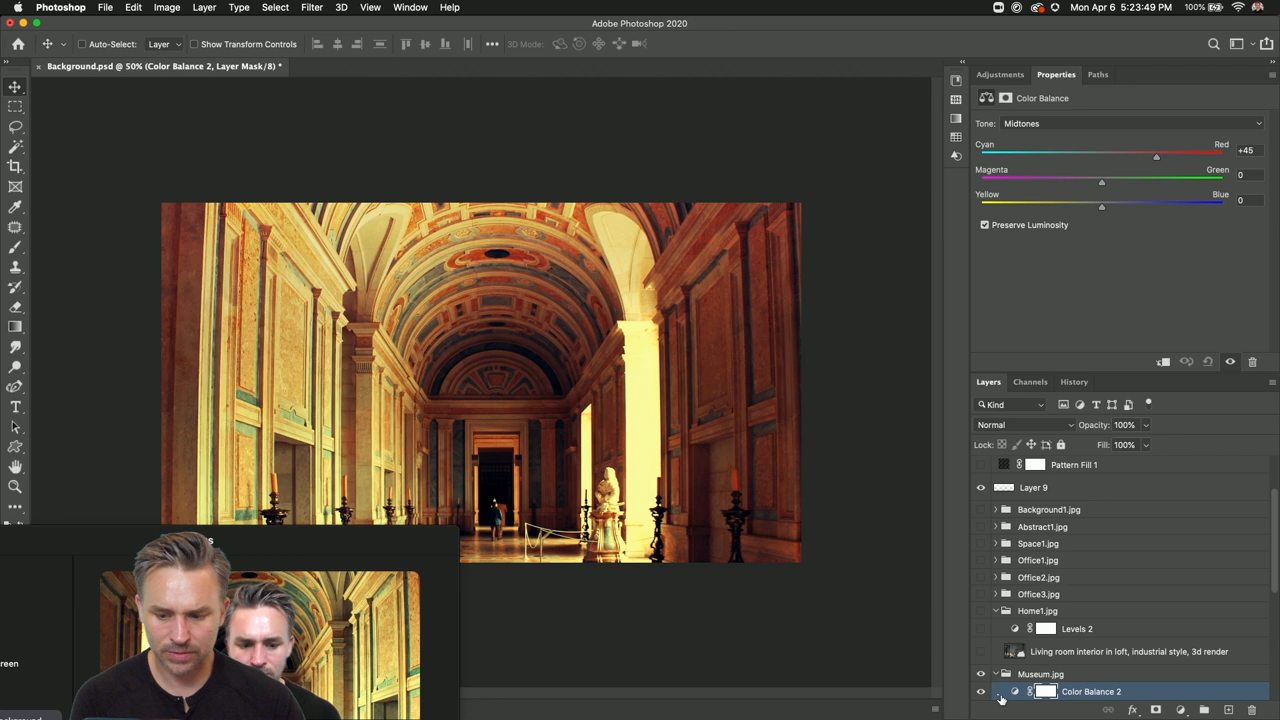 Photoshop File Edit Image Layer Type Select Filter 3D View Window Help 100% Mon Apr 6 5:23:49 PM
Adobe Photoshop 2020
Auto-Select: Layer Show Transform Controls 3D Mode:
Background.psd @ 50% (Color Balance 2, Layer Mask/8) *
Adjustments Properties Paths
Color Balance
Tone: Midtones
Cyan Red +45
Magenta Green 0
Yellow Blue 0
Preserve Luminosity
Layers Channels History
Kind
Normal Opacity: 100%
Lock: Fill: 100%
Pattern Fill 1
Layer 9
Background1.jpg
Abstract1.jpg
Space1.jpg
Office1.jpg
Office2.jpg
Office3.jpg
Home1.jpg
Levels 2
Living room interior in loft, industrial style, 3d render
Museum.jpg
Color Balance 2
fx